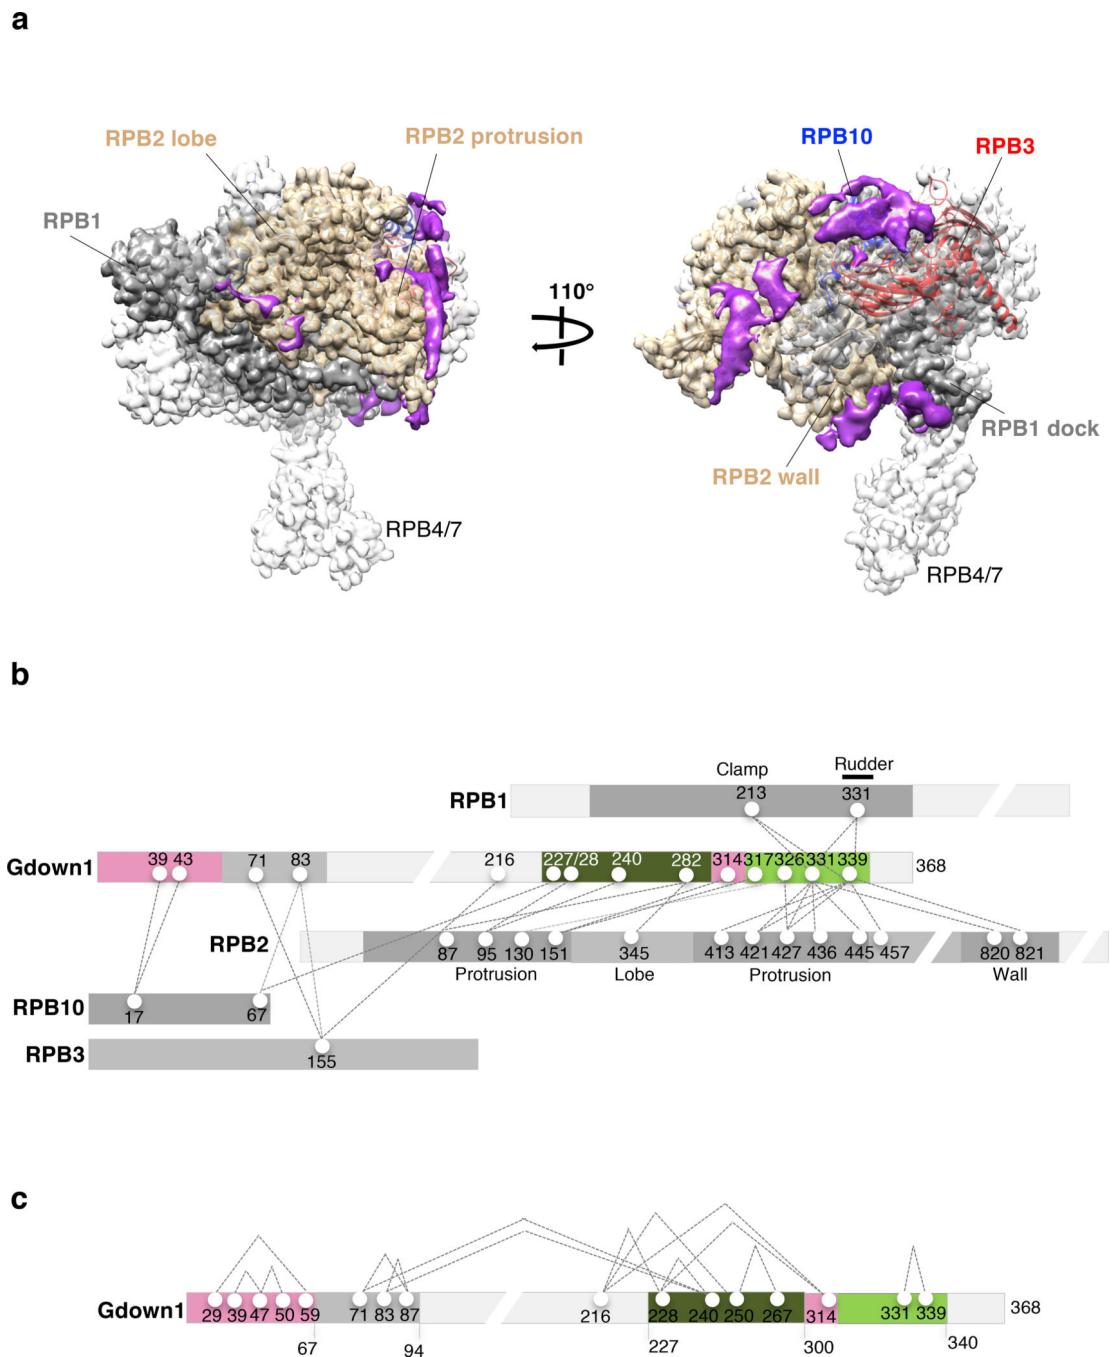 a
RPB2 lobe
RPB2 protrusion
RPB1
RPB4/7
110°
RPB10
RPB3
RPB1 dock
RPB2 wall
RPB4/7
b
Clamp
Rudder
RPB1
213
331
Gdown1
39 43 71 83 216 227/28 240 282 314 317 326 331 339
368
RPB2
87 95 130 151 345 413 421 427 436 445 457 820 821
Protrusion
Lobe
Protrusion
Wall
RPB10
17
67
RPB3
155
c
Gdown1
29 39 47 50 59 71 83 87 216 228 240 250 267 314 331 339
368
67 94 227 300 340